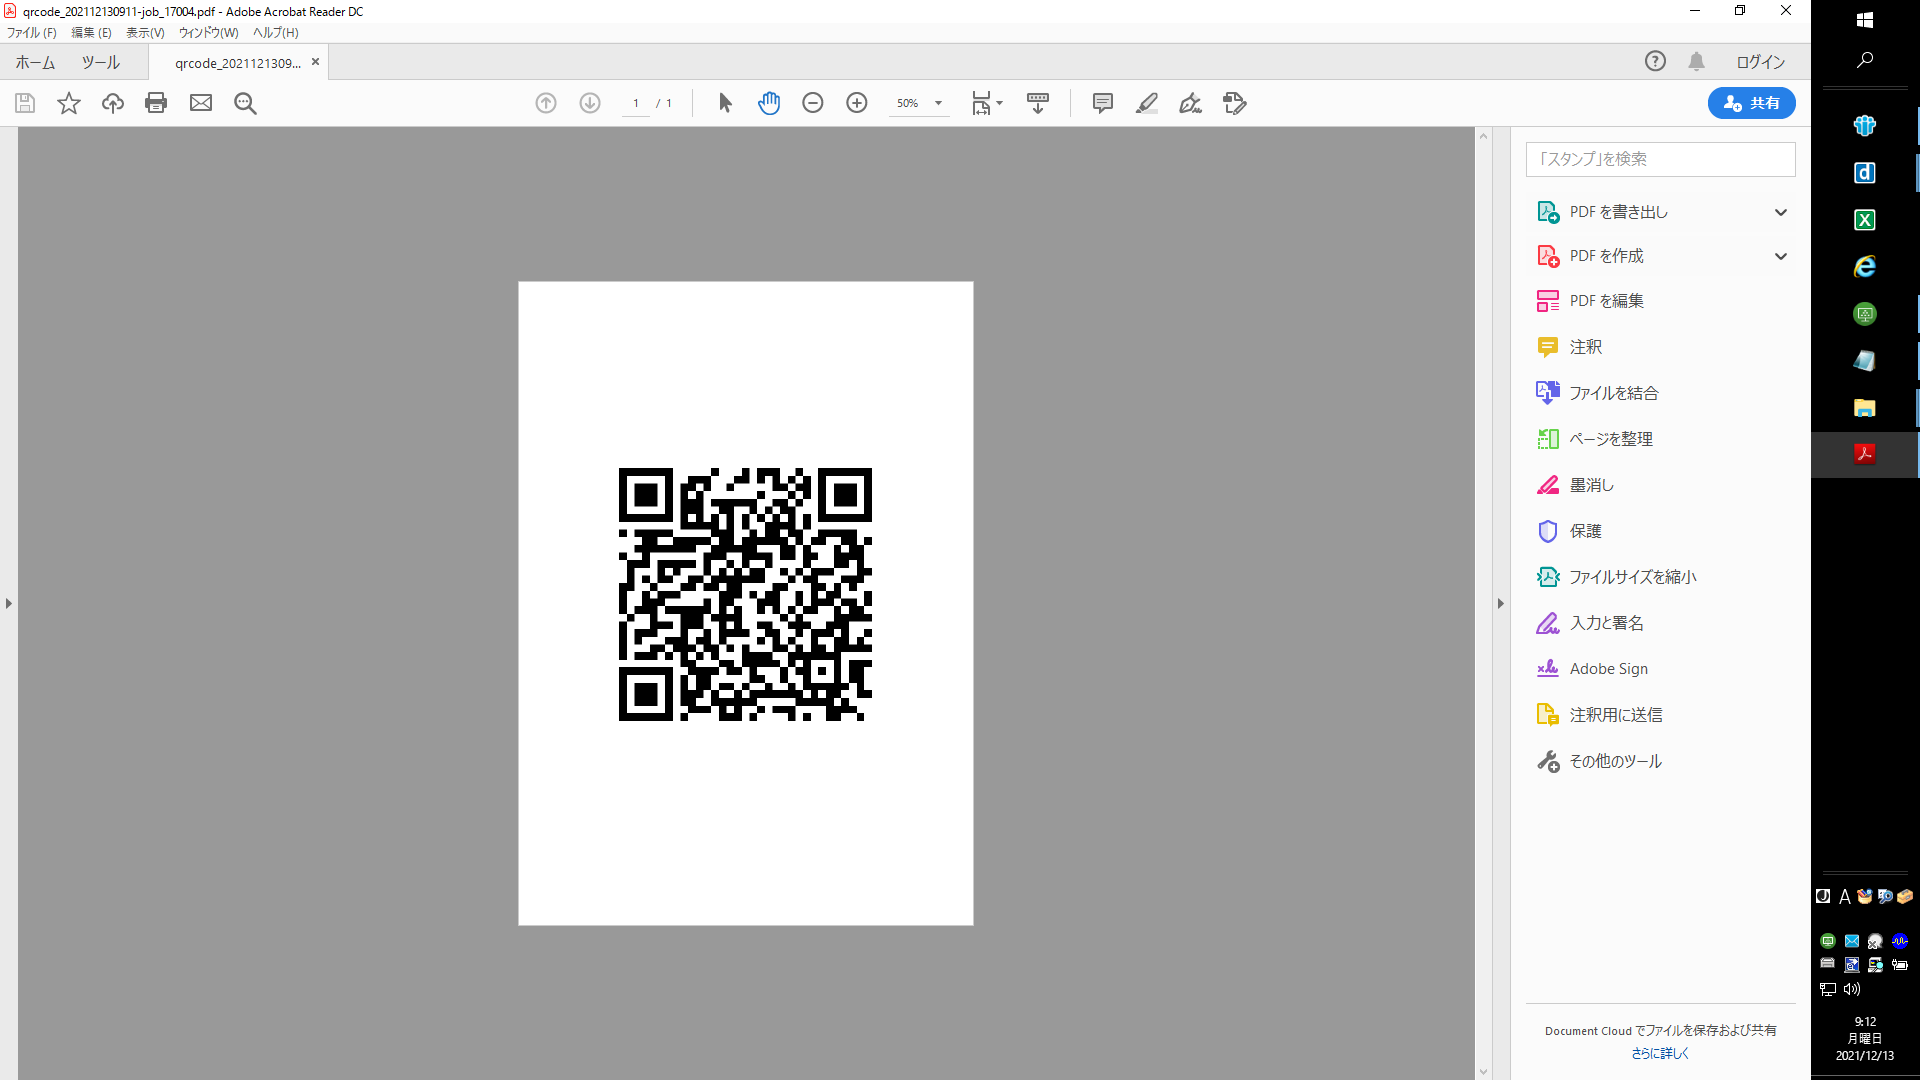 qrcode_202112130911-job_17004.pdf - Adobe Acrobat Reader DC
ファイル(F) 編集(E) 表示(V) ウィンドウ(W) ヘルプ(H)
ホーム ツール qrcode_2021121309... ×
ログイン
1 / 1 50%
共有
「スタンプ」を検索
PDF を書き出し
PDF を作成
PDF を編集
注釈
ファイルを結合
ページを整理
墨消し
保護
ファイルサイズを縮小
入力と署名
Adobe Sign
注釈用に送信
その他のツール
Document Cloud でファイルを保存および共有
さらに詳しく
A
9:12
月曜日
2021/12/13